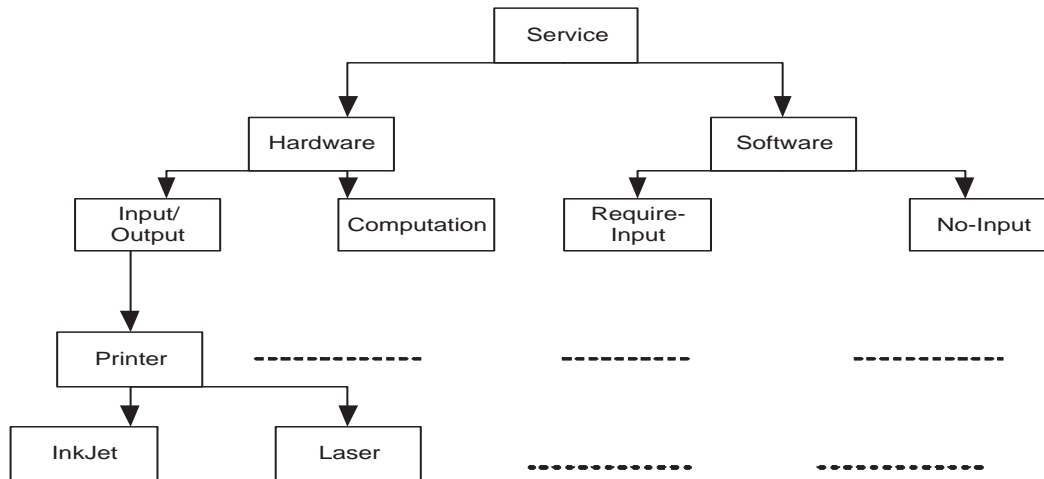 Service
Hardware
Software
Input/
Output
Computation
Require-
Input
No-Input
Printer
InkJet
Laser